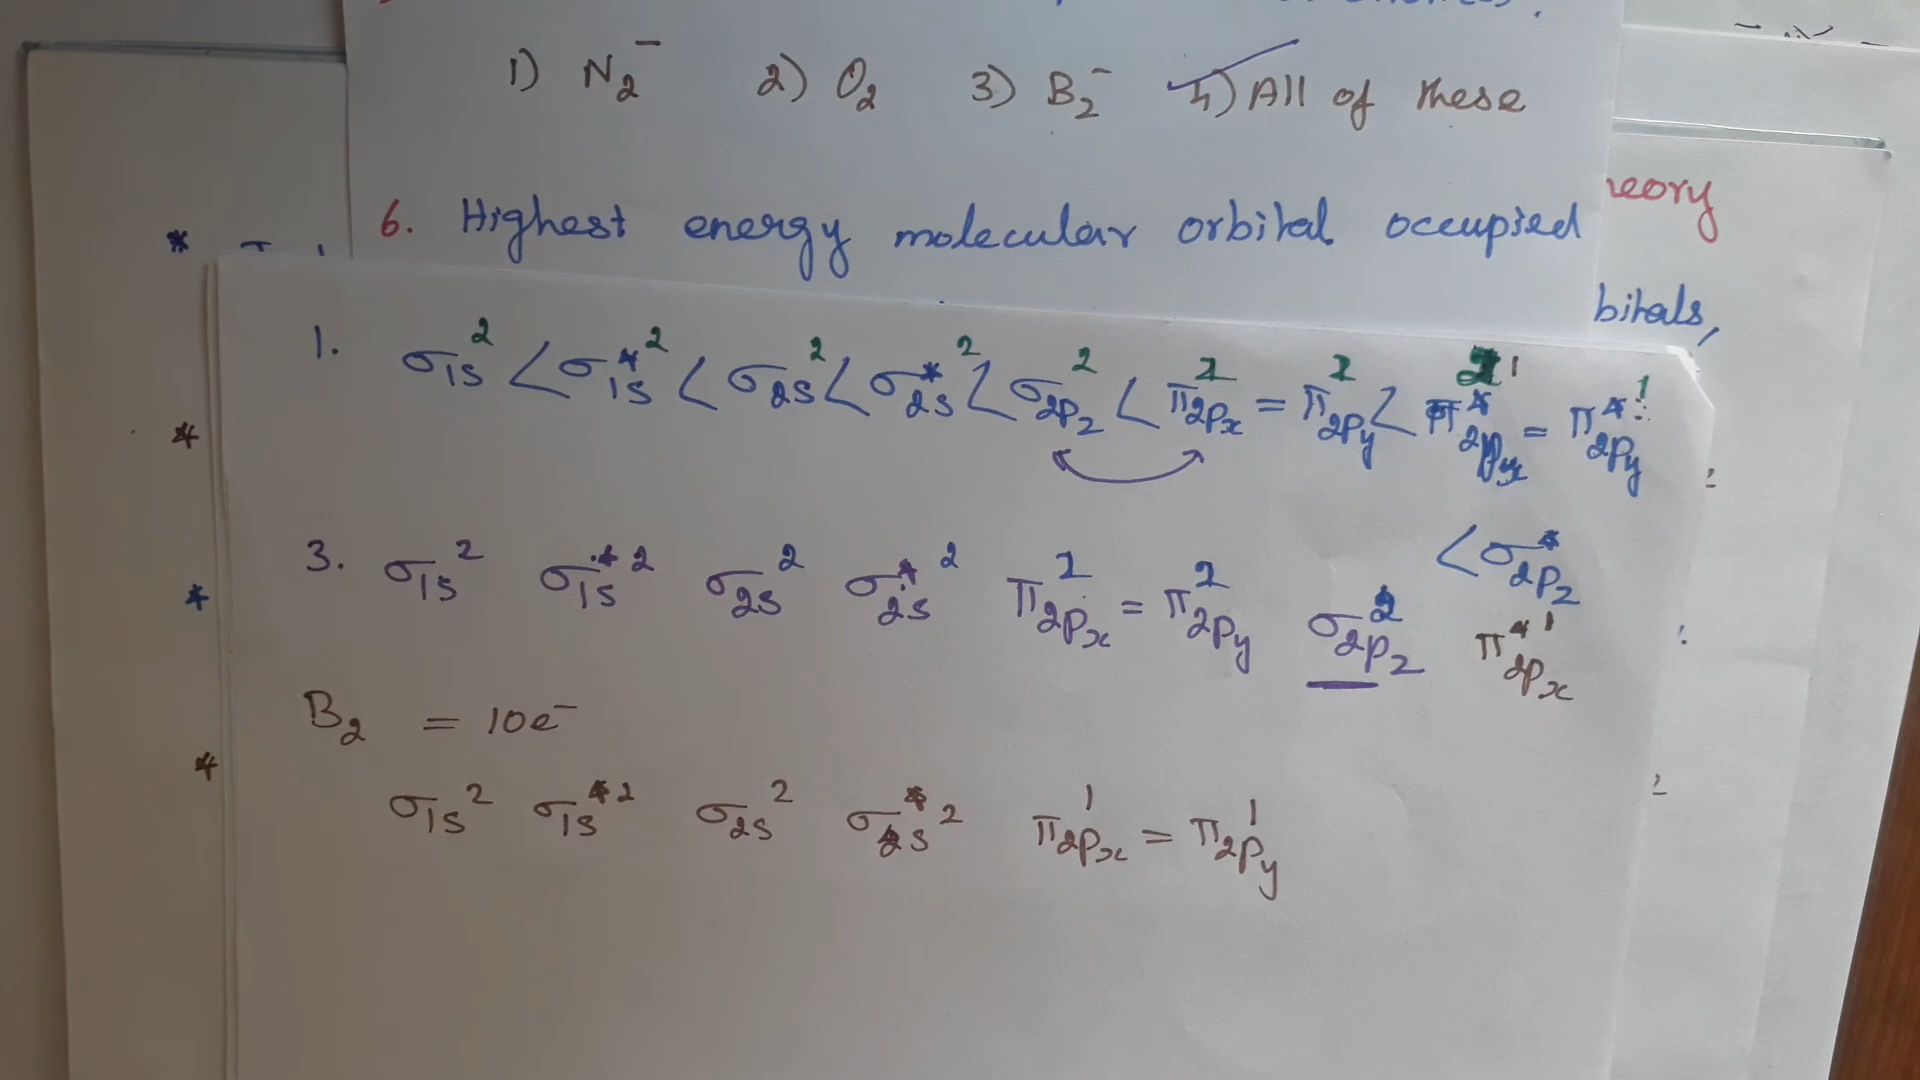 1) N₂⁻ 2) O₂ 3) B₂⁻ 4) All of these
6. Highest energy molecular orbital occupied
eory
bitals,
1. σ1s² < σ*1s² < σ2s² < σ*2s² < σ2pz² < π2px² = π2py² < π*2px¹ = π*2py¹
< σ*2pz
3. σ1s² σ*1s² σ2s² σ*2s² π2px² = π2py² σ2pz² π*2px¹
B₂ = 10e⁻
σ1s² σ*1s² σ2s² σ*2s² π2px¹ = π2py¹